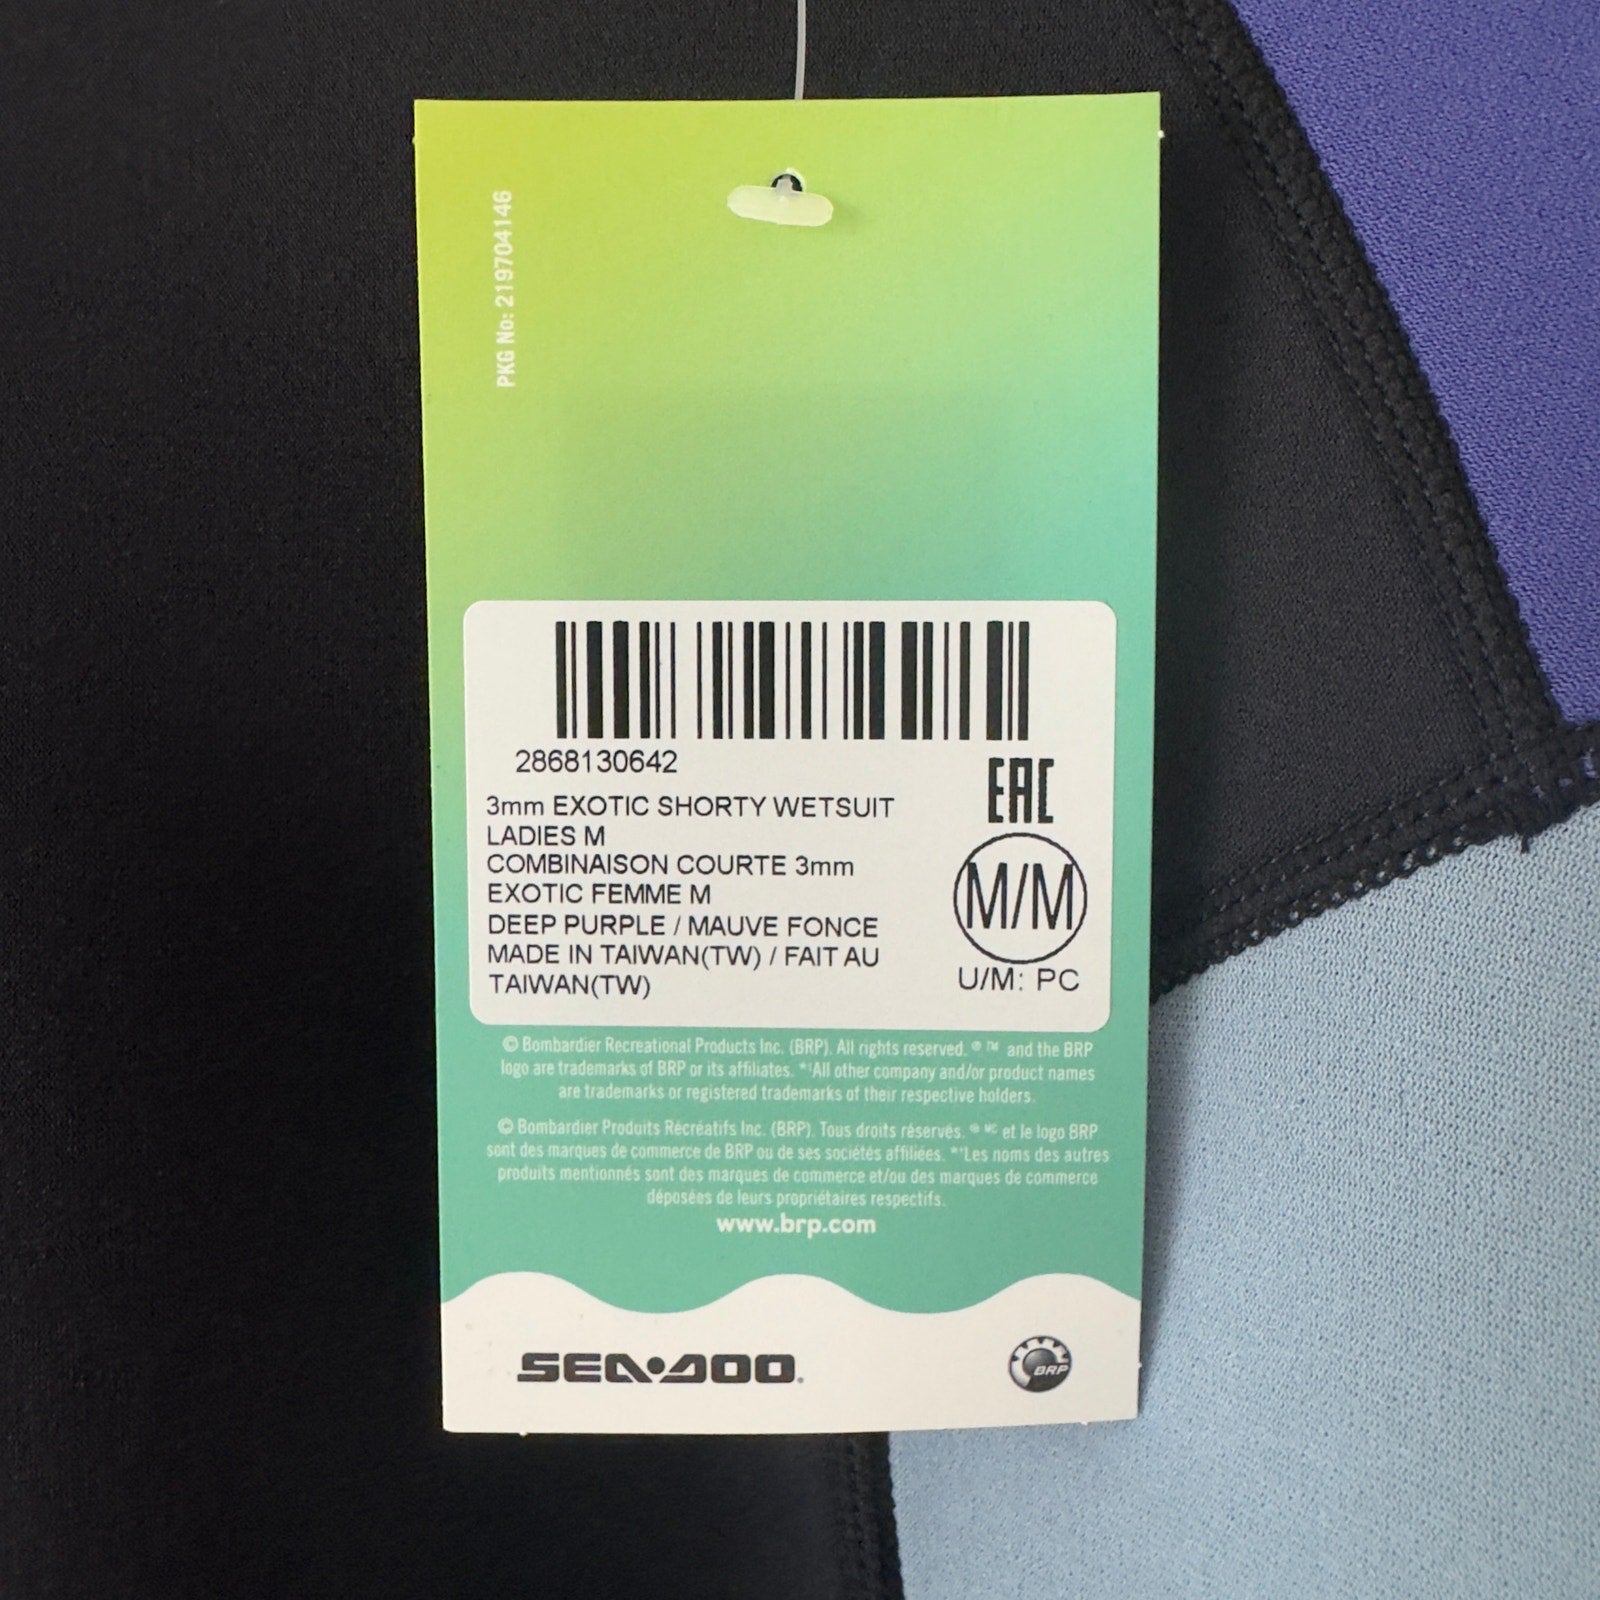 PKG No: 219704146
2868130642
EAC
3mm EXOTIC SHORTY WETSUIT
LADIES M
COMBINAISON COURTE 3mm
EXOTIC FEMME M
DEEP PURPLE / MAUVE FONCE
MADE IN TAIWAN(TW) / FAIT AU
TAIWAN(TW)
M/M
U/M: PC
© Bombardier Recreational Products Inc. (BRP). All rights reserved. ® ™ and the BRP
logo are trademarks of BRP or its affiliates. *†All other company and/or product names
are trademarks or registered trademarks of their respective holders.
© Bombardier Produits Récréatifs Inc. (BRP). Tous droits réservés. ® MC et le logo BRP
sont des marques de commerce de BRP ou de ses sociétés affiliées. *†Les noms des autres
produits mentionnés sont des marques de commerce et/ou des marques de commerce
déposées de leurs propriétaires respectifs.
www.brp.com
SEA-DOO
BRP